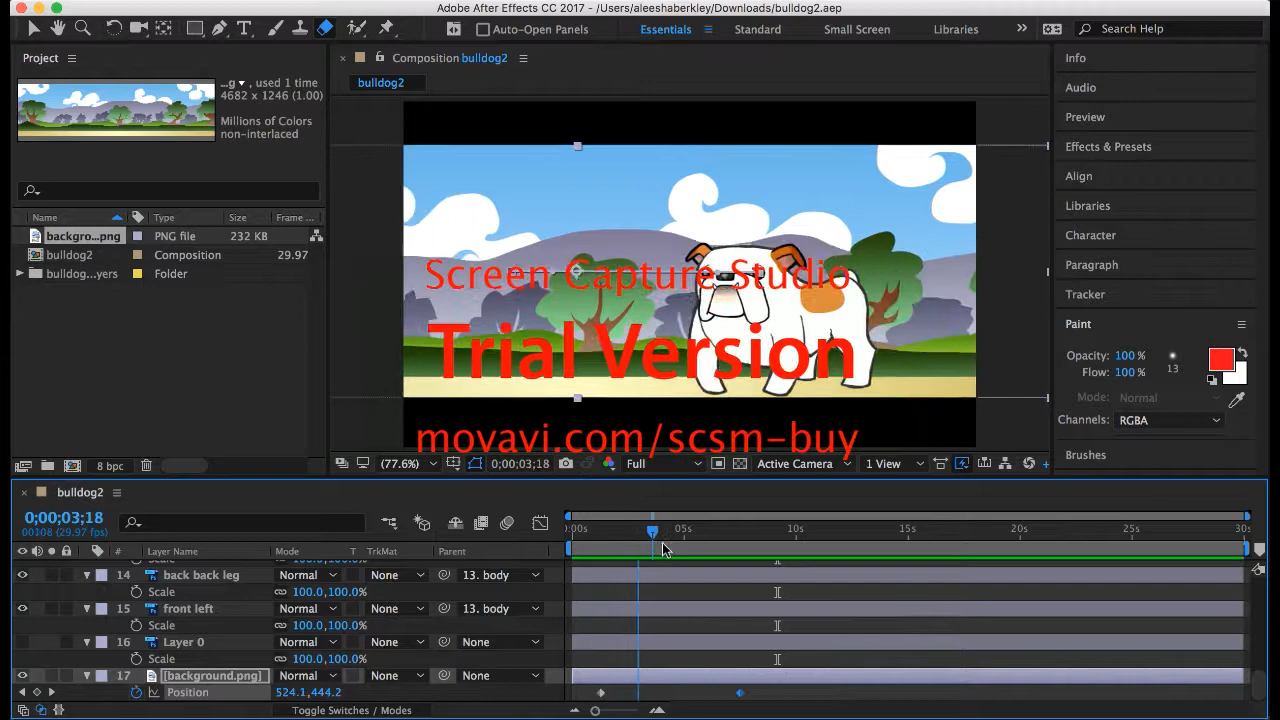 Adobe After Effects CC 2017 - /Users/aleeshaberkley/Downloads/bulldog2.aep
Auto-Open Panels
Essentials
Standard
Small Screen
Libraries
Search Help
Project
...g ▾, used 1 time
4682 x 1246 (1.00)
Millions of Colors
non-interlaced
Name
Type
Size
Frame ...
backgro...png
PNG file
232 KB
bulldog2
Composition
29.97
bulldog...yers
Folder
8 bpc
Composition bulldog2
bulldog2
Screen Capture Studio
Trial Version
movavi.com/scsm-buy
(77.6%)
0;00;03;18
Full
Active Camera
1 View
Info
Audio
Preview
Effects & Presets
Align
Libraries
Character
Paragraph
Tracker
Paint
Opacity: 100 %
Flow: 100 %
13
Mode: Normal
Channels: RGBA
Brushes
bulldog2
0;00;03;18
00108 (29.97 fps)
# Layer Name Mode T TrkMat Parent
:00s 05s 10s 15s 20s 25s 30s
14 back back leg Normal None 13. body
Scale 100.0,100.0%
15 front left Normal None 13. body
Scale 100.0,100.0%
16 Layer 0 Normal None None
Scale 100.0,100.0%
17 [background.png] Normal None None
Position 524.1,444.2
Toggle Switches / Modes